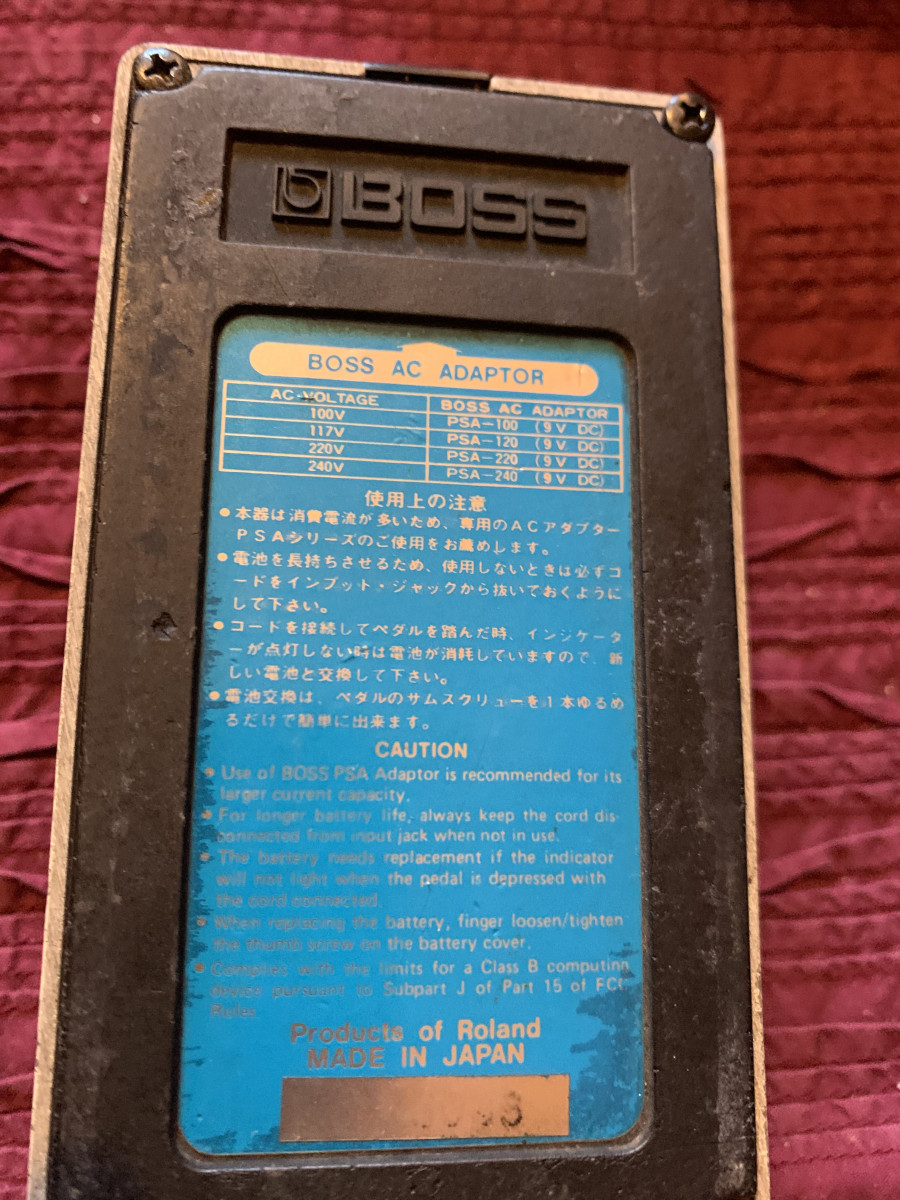 BOSS
BOSS AC ADAPTOR
AC-VOLTAGE BOSS AC ADAPTOR
100V PSA-100 (9V DC)
117V PSA-120 (9V DC)
220V PSA-220 (9V DC)
240V PSA-240 (9V DC)
使用上の注意
●本器は消費電流が多いため、専用のACアダプター
PSAシリーズのご使用をお薦めします。
●電池を長持ちさせるため、使用しないときは必ずコ
ードをインプット・ジャックから抜いておくように
して下さい。
●コードを接続してペダルを踏んだ時、インジケータ
ーが点灯しない時は電池が消耗していますので、新
しい電池と交換して下さい。
●電池交換は、ペダルのサムスクリューを1本ゆるめ
るだけで簡単に出来ます。
CAUTION
● Use of BOSS PSA Adaptor is recommended for its
larger current capacity.
● For longer battery life, always keep the cord dis-
connected from input jack when not in use.
● The battery needs replacement if the indicator
will not light when the pedal is depressed with
the cord connected.
● When replacing the battery, finger loosen/tighten
the thumb screw on the battery cover.
● Complies with the limits for a Class B computing
device pursuant to Subpart J of Part 15 of FCC
Rules
Products of Roland
MADE IN JAPAN